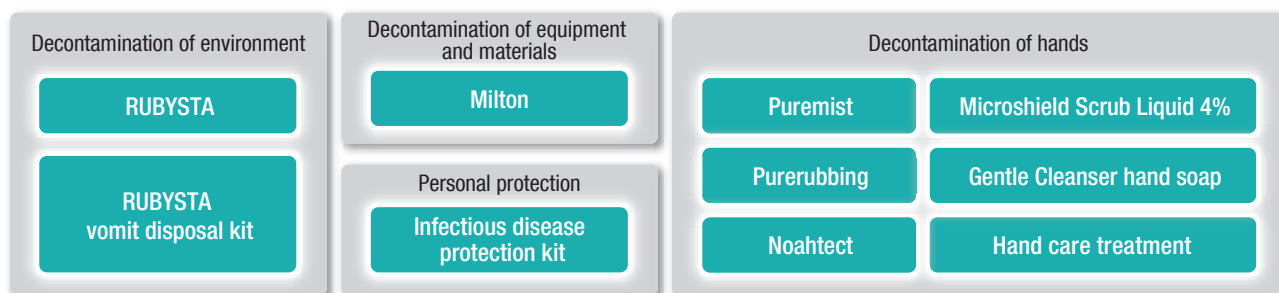 Decontamination of environment
RUBYSTA
RUBYSTA
vomit disposal kit
Decontamination of equipment
and materials
Milton
Personal protection
Infectious disease
protection kit
Decontamination of hands
Puremist
Microshield Scrub Liquid 4%
Purerubbing
Gentle Cleanser hand soap
Noahtect
Hand care treatment